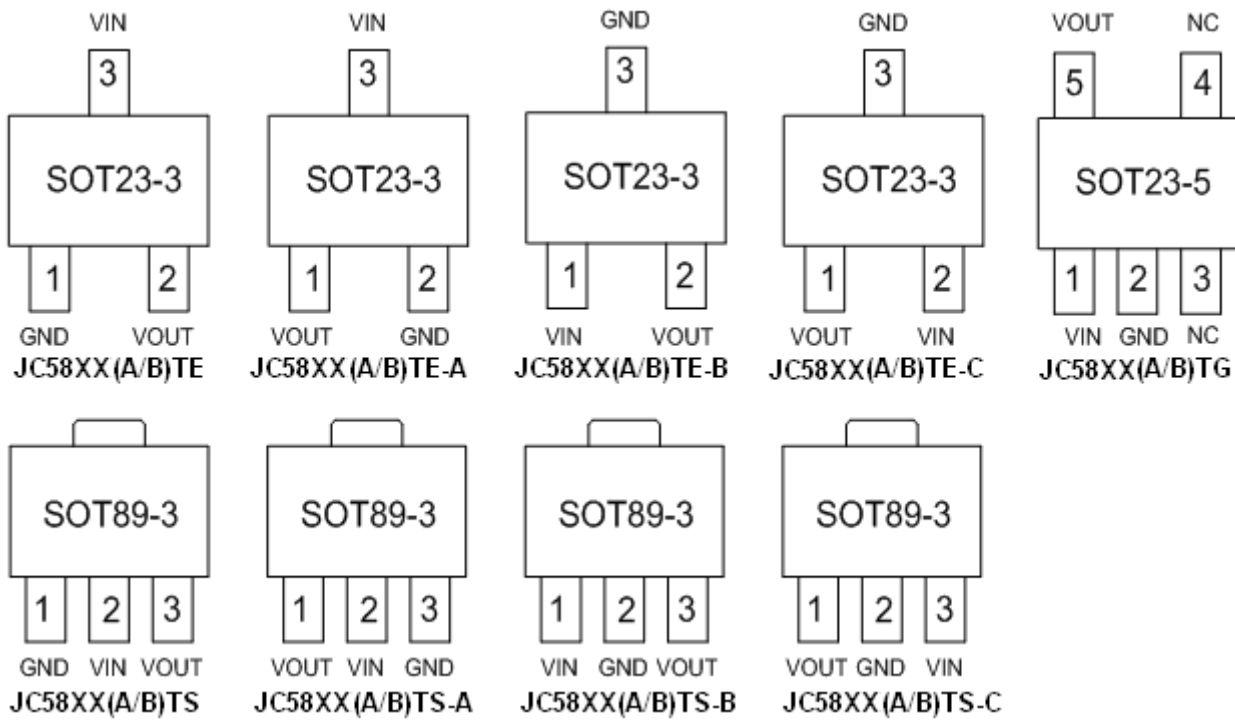 VIN VIN GND GND VOUT NC
3 3 3 3 5 4
SOT23-3 SOT23-3 SOT23-3 SOT23-3 SOT23-5
1 2 1 2 1 2 1 2 1 2 3
GND VOUT VOUT GND VIN VOUT VOUT VIN VIN GND NC
JC58XX(A/B)TE JC58XX(A/B)TE-A JC58XX(A/B)TE-B JC58XX(A/B)TE-C JC58XX(A/B)TG
SOT89-3 SOT89-3 SOT89-3 SOT89-3
1 2 3 1 2 3 1 2 3 1 2 3
GND VIN VOUT VOUT VIN GND VIN GND VOUT VOUT GND VIN
JC58XX(A/B)TS JC58XX(A/B)TS-A JC58XX(A/B)TS-B JC58XX(A/B)TS-C